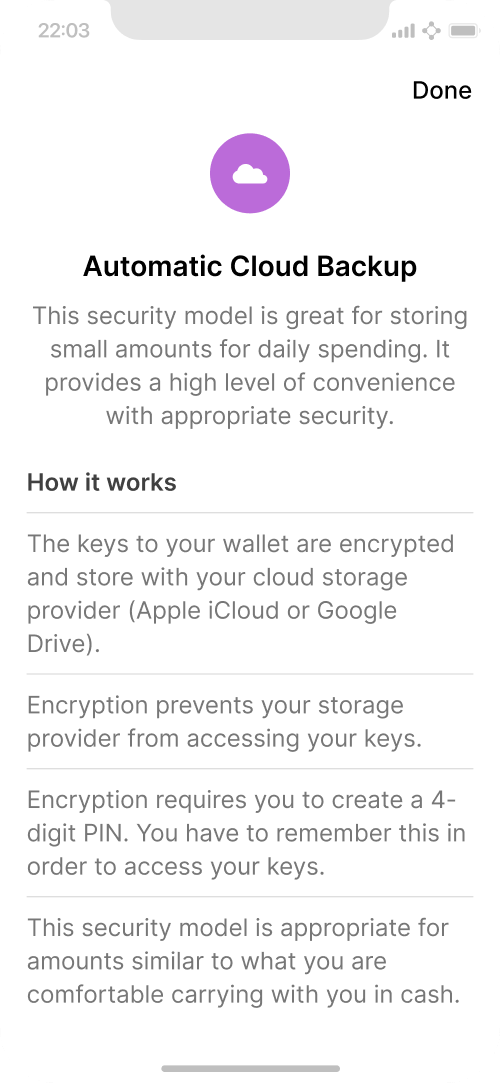 22:03
Done
Automatic Cloud Backup
This security model is great for storing
small amounts for daily spending. It
provides a high level of convenience
with appropriate security.
How it works
The keys to your wallet are encrypted
and store with your cloud storage
provider (Apple iCloud or Google
Drive).
Encryption prevents your storage
provider from accessing your keys.
Encryption requires you to create a 4-
digit PIN. You have to remember this in
order to access your keys.
This security model is appropriate for
amounts similar to what you are
comfortable carrying with you in cash.